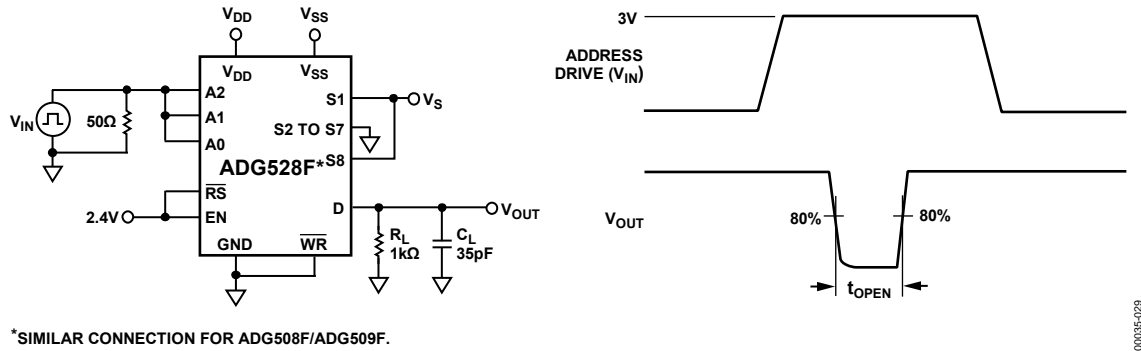 VDD
VSS
VDD
VSS
VIN
50Ω
A2
A1
A0
S1
VS
S2 TO S7
ADG528F*
S8
RS
2.4V
EN
D
VOUT
GND
WR
RL
1kΩ
CL
35pF
3V
ADDRESS
DRIVE (VIN)
VOUT
80%
80%
tOPEN
*SIMILAR CONNECTION FOR ADG508F/ADG509F.
00035-029